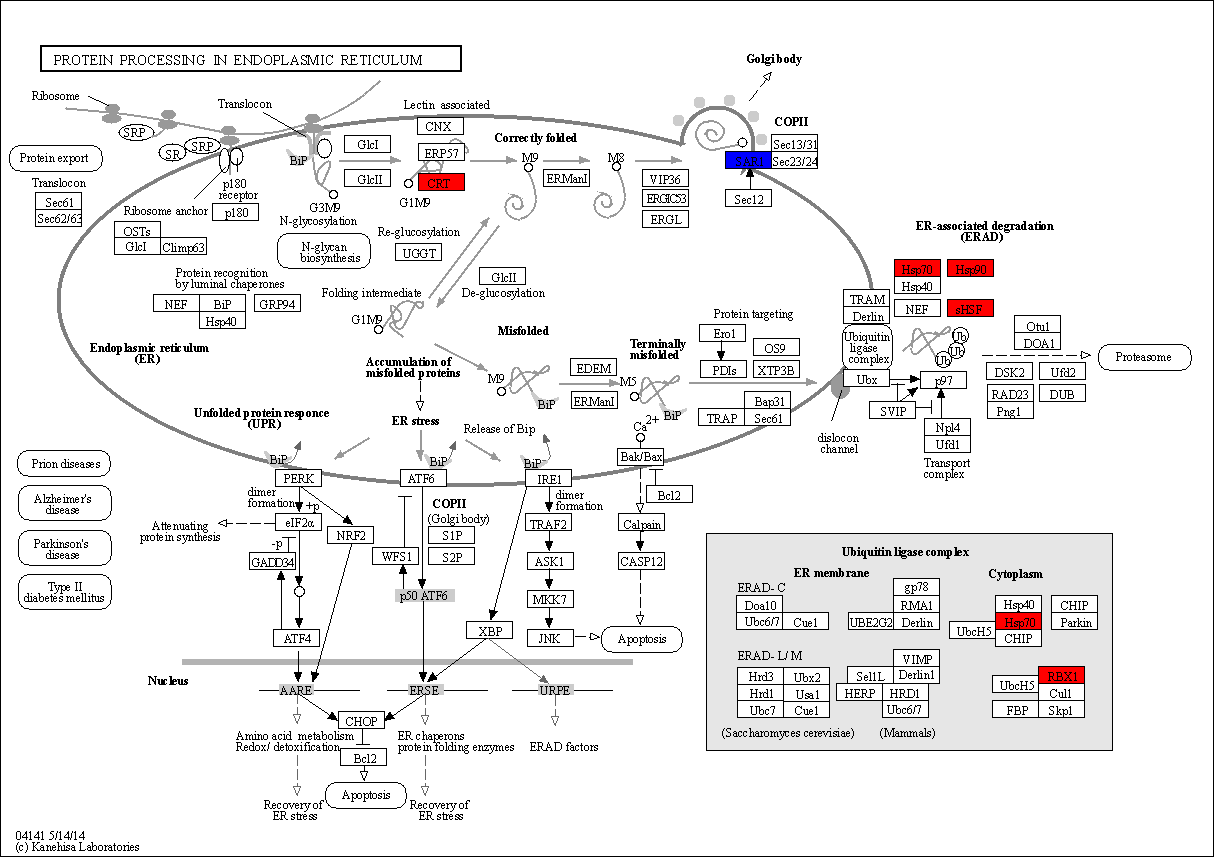 PROTEIN PROCESSING IN ENDOPLASMIC RETICULUM
Golgi body
Ribosome
Translocon
Lectin associated
SRP
SR
SRP
BiP
GlcI
GlcII
CNX
ERP57
CRT
G1M9
Correctly folded
M9
M8
ERManI
VIP36
ERGIC53
ERGL
COPII
Sec13/31
SAR1
Sec23/24
Sec12
Protein export
Translocon
Sec61
Sec62/63
p180
receptor
p180
Ribosome anchor
OSTs
GlcI
Climp63
G3M9
N-glycosylation
N-glycan
biosynthesis
Re-glucosylation
UGGT
GlcII
De-glucosylation
Protein recognition
by luminal chaperones
NEF
BiP
GRP94
Hsp40
Folding intermediate
G1M9
Endoplasmic reticulum
(ER)
Misfolded
Accumulation of
misfolded proteins
M9
BiP
EDEM
ERManI
Terminally
misfolded
M5
BiP
Protein targeting
Ero1
OS9
PDIs
XTP3B
Bap31
TRAP
Sec61
ER-associated degradation
(ERAD)
Hsp70
Hsp90
Hsp40
NEF
sHSF
TRAM
Derlin
Ubiquitin
ligase
complex
Ubx
Ub
Ub
Ub
p97
SVIP
Npl4
Ufd1
Transport
complex
dislocon
channel
Otu1
DOA1
DSK2
Ufd2
RAD23
DUB
Png1
Proteasome
Unfolded protein responce
(UPR)
ER stress
Release of Bip
BiP
BiP
BiP
PERK
ATF6
IRE1
Ca2+
Bak/Bax
Bcl2
Calpain
CASP12
Apoptosis
dimer
formation
+p
eIF2α
Attenuating
protein synthesis
-p
GADD34
NRF2
ATF4
COPII
(Golgi body)
S1P
S2P
WFS1
p50 ATF6
dimer
formation
TRAF2
ASK1
MKK7
JNK
XBP
Prion diseases
Alzheimer's
disease
Parkinson's
disease
Type II
diabetes mellitus
Nucleus
AARE
ERSE
URPE
CHOP
Bcl2
Apoptosis
Amino acid metabolism
Redox/ detoxification
ER chaperons
protein folding enzymes
ERAD factors
Recovery of
ER stress
Recovery of
ER stress
Ubiquitin ligase complex
ER membrane
Cytoplasm
ERAD- C
Doa10
Ubc6/7
Cue1
gp78
RMA1
UBE2G2
Derlin
Hsp40
Hsp70
UbcH5
CHIP
CHIP
Parkin
ERAD- L/ M
Hrd3
Ubx2
Hrd1
Usa1
Ubc7
Cue1
VIMP
Sel1L
Derlin1
HERP
HRD1
Ubc6/7
RBX1
UbcH5
Cul1
FBP
Skp1
(Saccharomyces cerevisiae)
(Mammals)
04141 5/14/14
(c) Kanehisa Laboratories